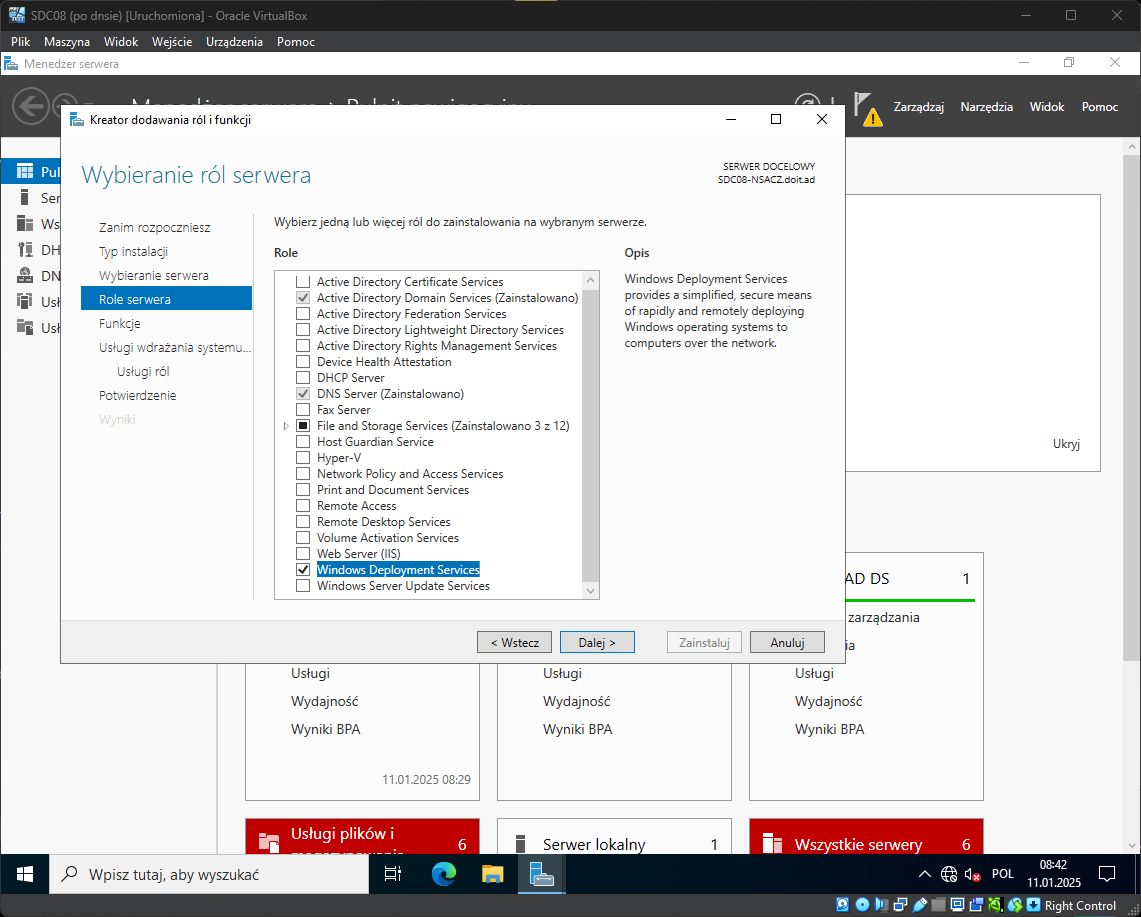 SDC08 (po dnsie) [Uruchomiona] - Oracle VirtualBox
Plik Maszyna Widok Wejście Urządzenia Pomoc
Menedżer serwera
Zarządzaj Narzędzia Widok Pomoc
Kreator dodawania ról i funkcji
Wybieranie ról serwera
SERWER DOCELOWY
SDC08-NSACZ.doit.ad
Zanim rozpoczniesz
Typ instalacji
Wybieranie serwera
Role serwera
Funkcje
Usługi wdrażania systemu...
Usługi ról
Potwierdzenie
Wyniki
Wybierz jedną lub więcej ról do zainstalowania na wybranym serwerze.
Role
Active Directory Certificate Services
Active Directory Domain Services (Zainstalowano)
Active Directory Federation Services
Active Directory Lightweight Directory Services
Active Directory Rights Management Services
Device Health Attestation
DHCP Server
DNS Server (Zainstalowano)
Fax Server
File and Storage Services (Zainstalowano 3 z 12)
Host Guardian Service
Hyper-V
Network Policy and Access Services
Print and Document Services
Remote Access
Remote Desktop Services
Volume Activation Services
Web Server (IIS)
Windows Deployment Services
Windows Server Update Services
Opis
Windows Deployment Services
provides a simplified, secure means
of rapidly and remotely deploying
Windows operating systems to
computers over the network.
< Wstecz Dalej > Zainstaluj Anuluj
Pul
Ser
Ws
DH
DN
Usł
Usł
Ukryj
AD DS 1
zarządzania
ia
Usługi
Wydajność
Wyniki BPA
11.01.2025 08:29
Usługi
Wydajność
Wyniki BPA
Usługi
Wydajność
Wyniki BPA
Usługi plików i
6
Serwer lokalny 1
Wszystkie serwery 6
Wpisz tutaj, aby wyszukać
POL
08:42
11.01.2025
Right Control